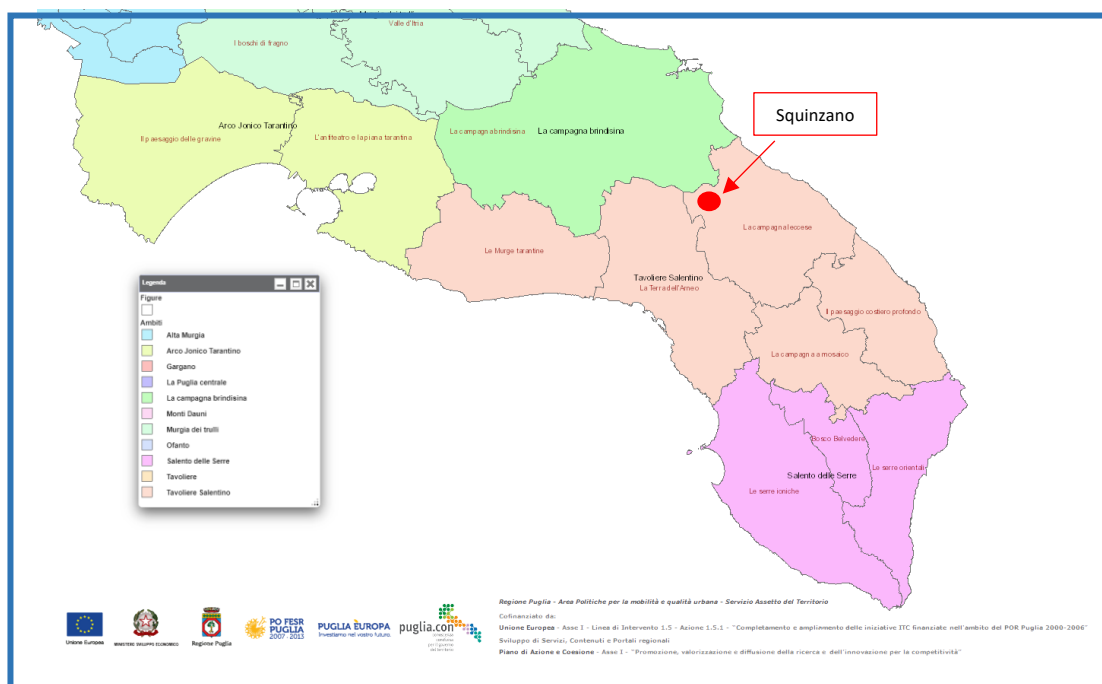 Valle d'Itria
I boschi di fragno
Squinzano
Arco Jonico Tarantino
Il paesaggio delle gravine
L'anfiteatro e la piana tarantina
La campagna brindisina
La campagna brindisina
La campagna leccese
Le Murge tarantine
Tavoliere Salentino
La Terra dell'Arneo
Il paesaggio costiero profondo
La campagna a mosaico
Bosco Belvedere
Le serre orientali
Salento delle Serre
Le serre ioniche
Legenda
Figure
Ambiti
Alta Murgia
Arco Jonico Tarantino
Gargano
La Puglia centrale
La campagna brindisina
Monti Dauni
Murgia dei trulli
Ofanto
Salento delle Serre
Tavoliere
Tavoliere Salentino
Unione Europea
MINISTERO SVILUPPO ECONOMICO
Regione Puglia
PO FESR
PUGLIA
2007 . 2013
PUGLIA EUROPA
Investiamo nel vostro futuro.
puglia.con
Regione Puglia - Area Politiche per la mobilità e qualità urbana - Servizio Assetto del Territorio
Cofinanziato da:
Unione Europea - Asse I - Linea di Intervento 1.5 - Azione 1.5.1 - "Completamento e ampliamento delle iniziative ITC finanziate nell'ambito del POR Puglia 2000-2006"
Sviluppo di Servizi, Contenuti e Portali regionali
Piano di Azione e Coesione - Asse I - "Promozione, valorizzazione e diffusione della ricerca e dell'innovazione per la competitività"